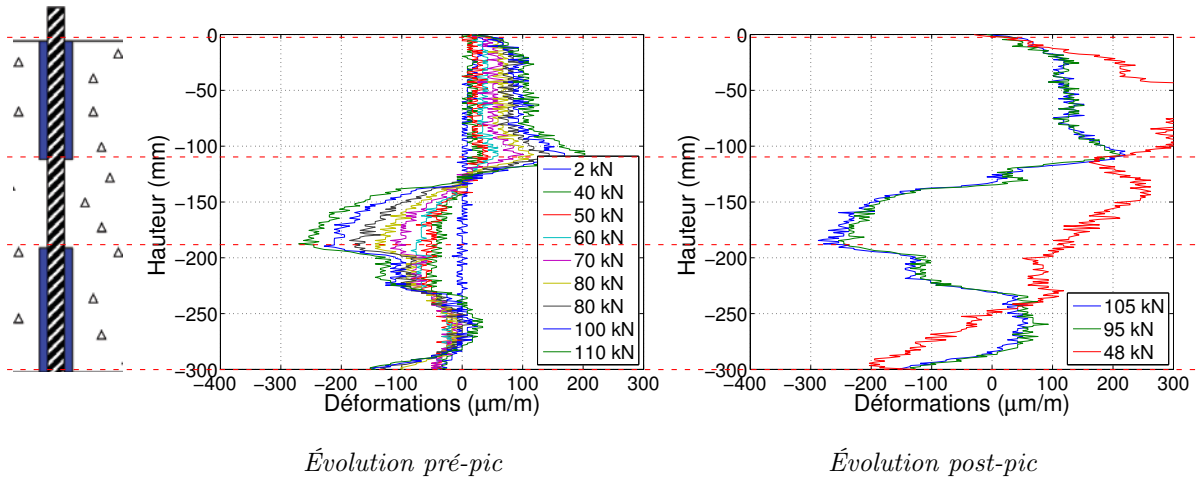 0
−50
−100
−150
−200
−250
−300
−400
−300
−200
−100
0
100
200
300
Hauteur (mm)
Déformations (μm/m)
2 kN
40 kN
50 kN
60 kN
70 kN
80 kN
80 kN
100 kN
110 kN
Évolution pré-pic
0
−50
−100
−150
−200
−250
−300
−400
−300
−200
−100
0
100
200
300
Hauteur (mm)
Déformations (μm/m)
105 kN
95 kN
48 kN
Évolution post-pic